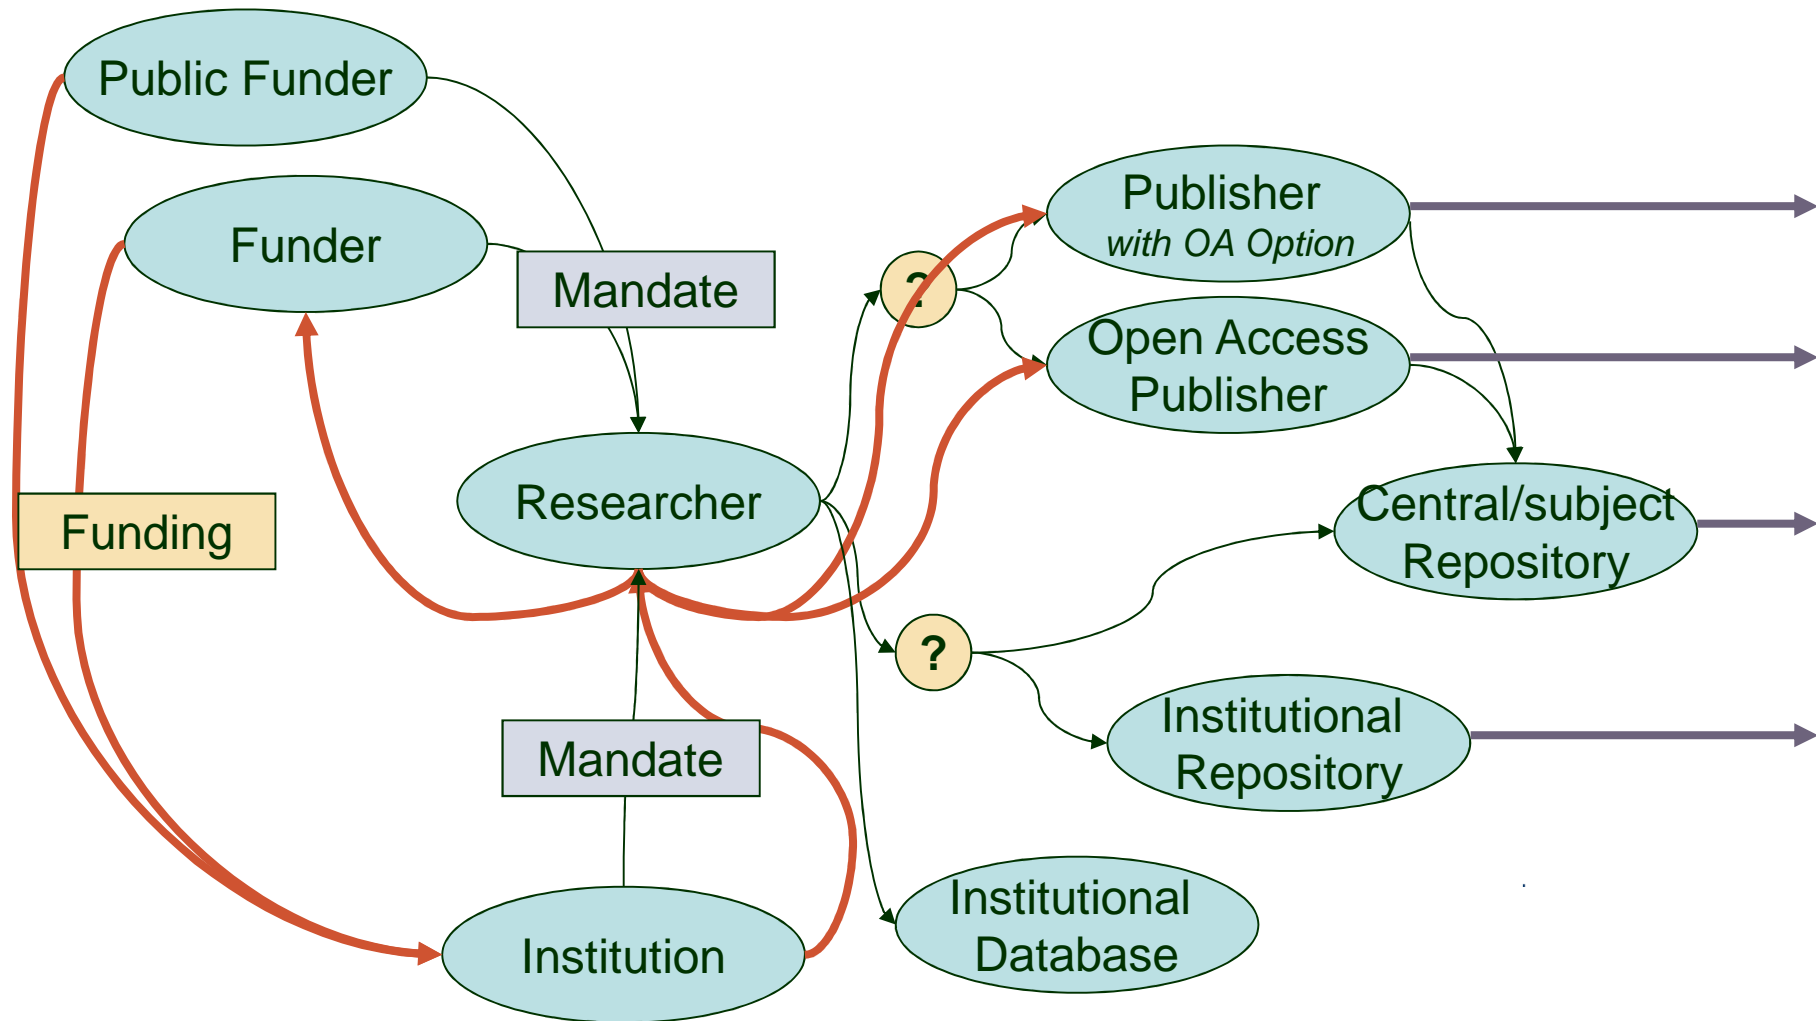 Public Funder
Funder
Mandate
Publisher
with OA Option
?
Open Access
Publisher
Researcher
Funding
Central/subject
Repository
?
Institutional
Repository
Mandate
Institutional
Database
Institution